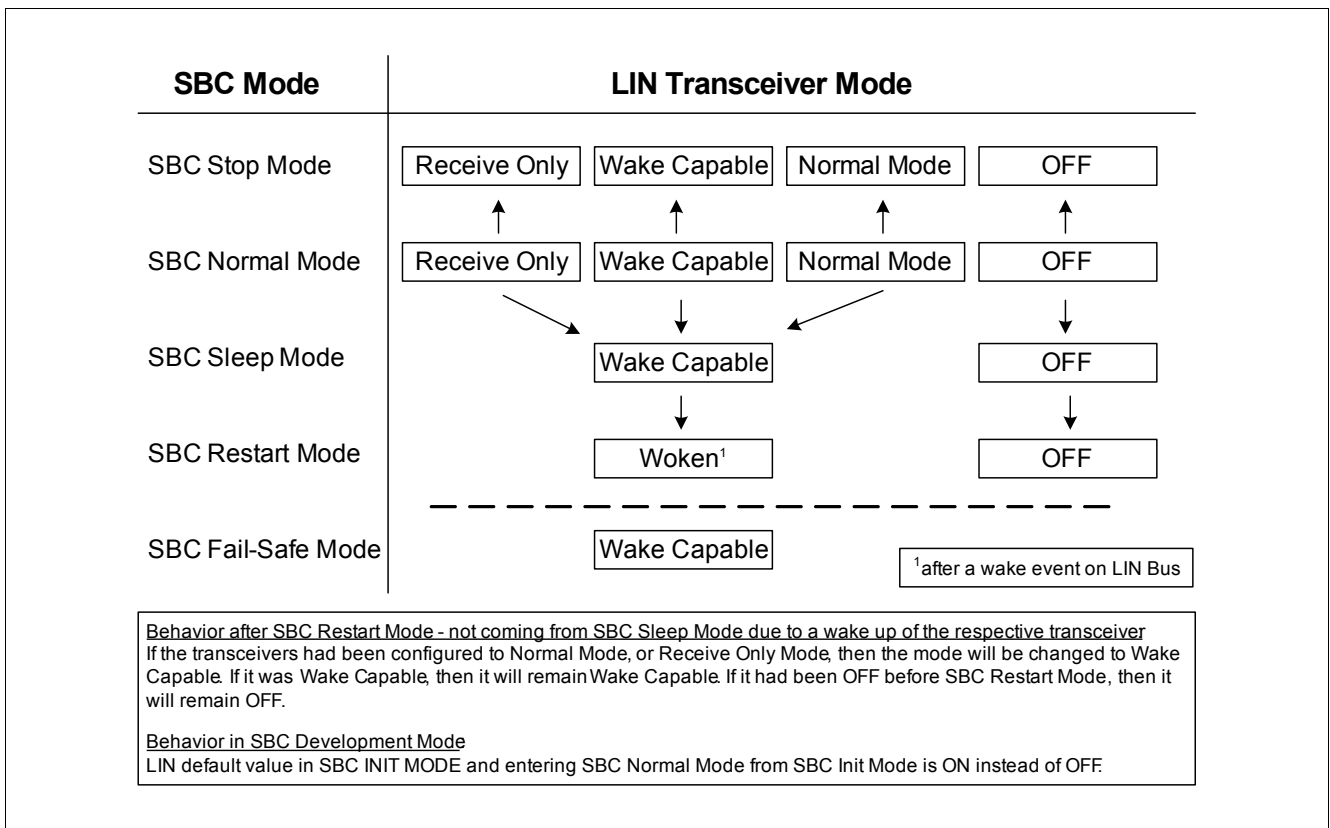 SBC Mode LIN Transceiver Mode
SBC Stop Mode Receive Only Wake Capable Normal Mode OFF
SBC Normal Mode Receive Only Wake Capable Normal Mode OFF
SBC Sleep Mode Wake Capable OFF
SBC Restart Mode Woken¹ OFF
SBC Fail-Safe Mode Wake Capable
¹after a wake event on LIN Bus
Behavior after SBC Restart Mode - not coming from SBC Sleep Mode due to a wake up of the respective transceiver
If the transceivers had been configured to Normal Mode, or Receive Only Mode, then the mode will be changed to Wake
Capable. If it was Wake Capable, then it will remain Wake Capable. If it had been OFF before SBC Restart Mode, then it
will remain OFF.
Behavior in SBC Development Mode
LIN default value in SBC INIT MODE and entering SBC Normal Mode from SBC Init Mode is ON instead of OFF.